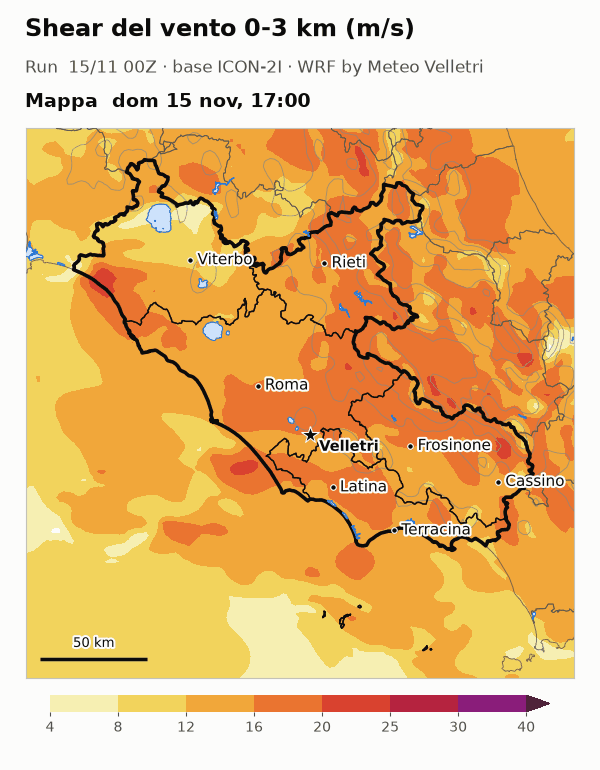 Shear del vento 0-3 km (m/s)
Run 15/11 00Z · base ICON-2I · WRF by Meteo Velletri
Mappa dom 15 nov, 17:00
Viterbo
Rieti
Roma
Velletri
Frosinone
Latina
Cassino
Terracina
50 km
4 8 12 16 20 25 30 40